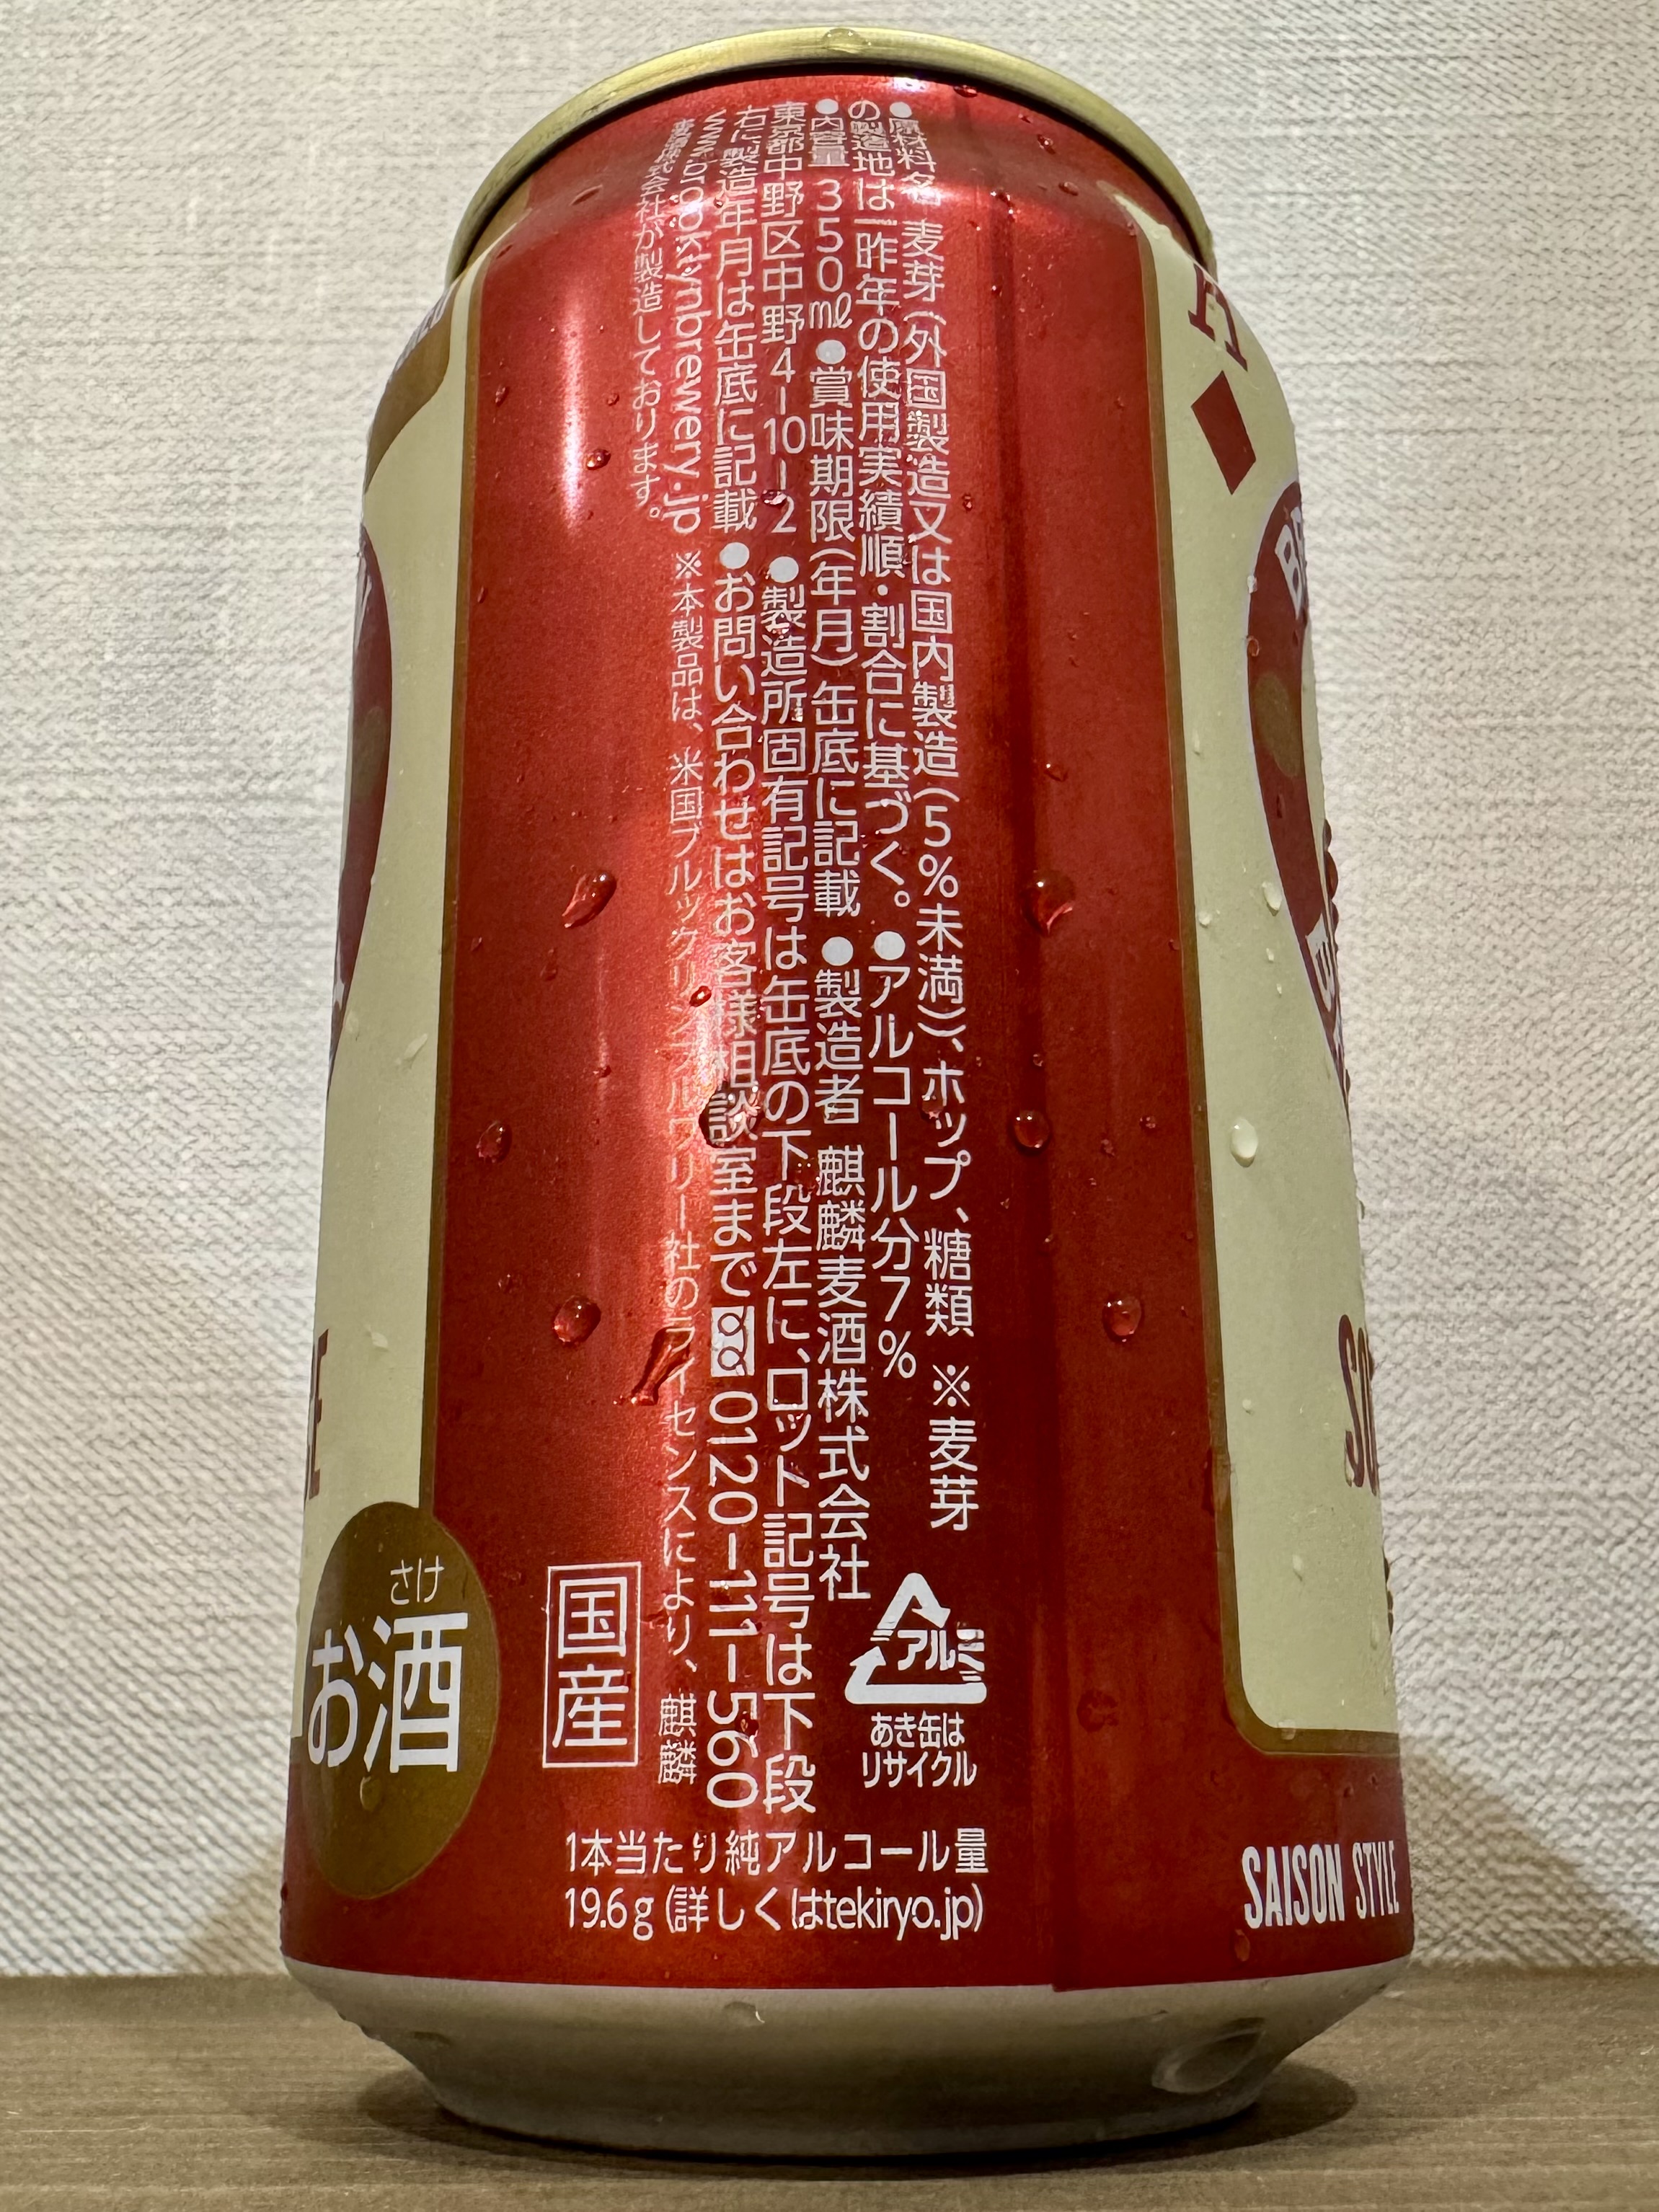 ●原材料名 麦芽(外国製造又は国内製造(5%未満))、ホップ、糖類 ※麦芽
の製造地は一昨年の使用実績順・割合に基づく。●アルコール分7%
●内容量 350㎖ ●賞味期限(年月)缶底に記載 ●製造者 麒麟麦酒株式会社
東京都中野区中野4-10-2 ●製造所固有記号は缶底の下段左に、ロット記号は下段
右に製造年月は缶底に記載 ●お問い合わせはお客様相談室まで 0120-111-560
www.brooklynbrewery.jp ※本製品は、米国ブルックリンブルワリー社のライセンスにより、麒麟
麦酒株式会社が製造しております。
国産
アルミ
あき缶は
リサイクル
1本当たり純アルコール量
19.6g(詳しくはtekiryo.jp)
さけ
お酒
SAISON STYLE